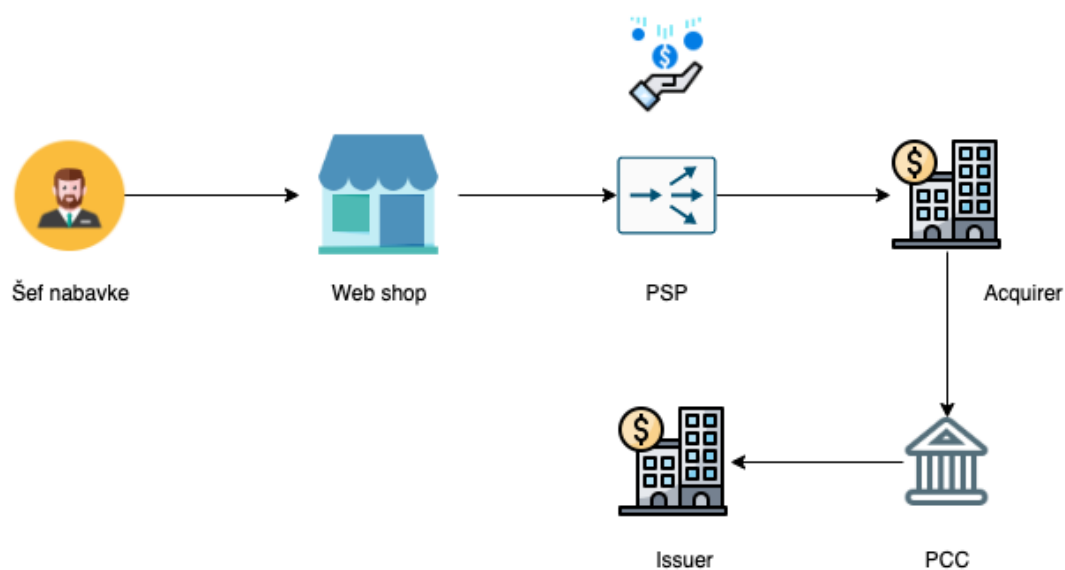 Šef nabavke
Web shop
PSP
Acquirer
Issuer
PCC